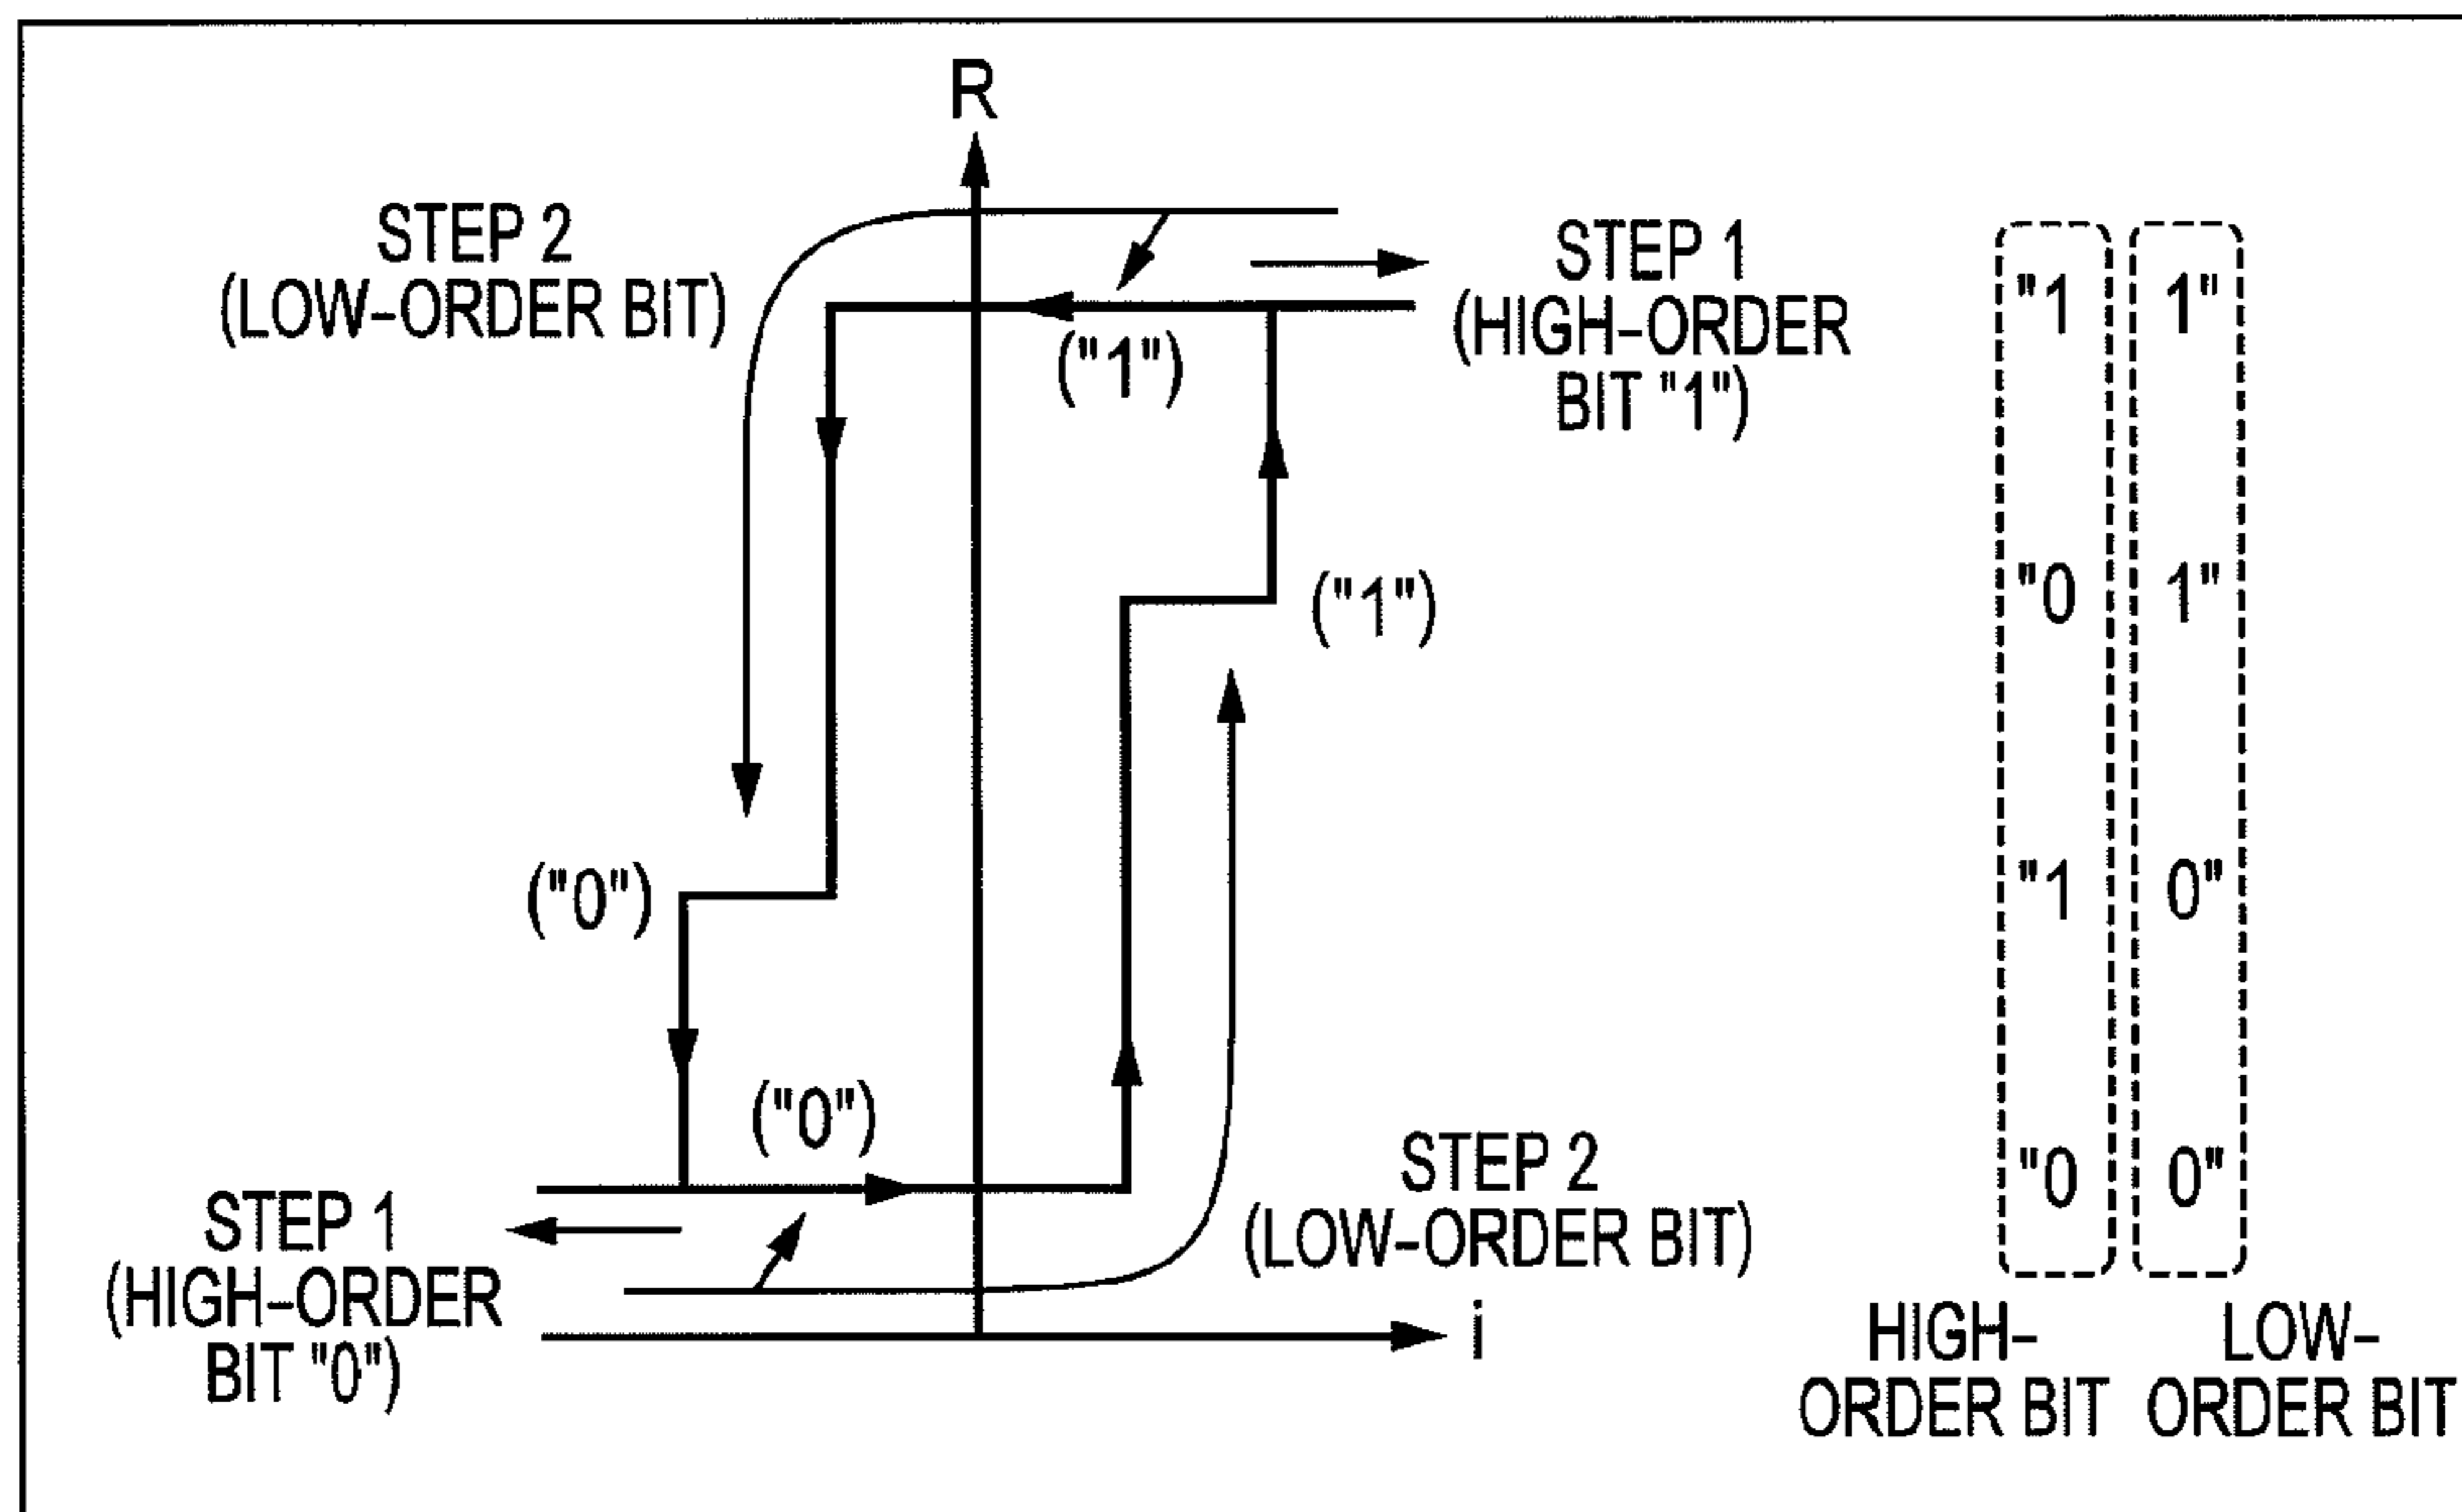 R
STEP 2
(LOW-ORDER BIT)
STEP 1
(HIGH-ORDER
BIT "1")
("1")
("1")
("0")
("0")
STEP 1
(HIGH-ORDER
BIT "0")
STEP 2
(LOW-ORDER BIT)
i
"1 1"
"0 1"
"1 0"
"0 0"
HIGH-
ORDER BIT
LOW-
ORDER BIT